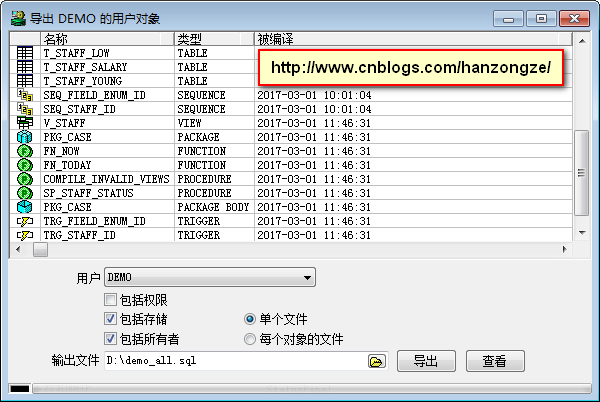 导出 DEMO 的用户对象
名称 类型 被编译
T_STAFF_LOW TABLE
T_STAFF_SALARY TABLE
T_STAFF_YOUNG TABLE
http://www.cnblogs.com/hanzongze/
SEQ_FIELD_ENUM_ID SEQUENCE 2017-03-01 10:01:04
SEQ_STAFF_ID SEQUENCE 2017-03-01 10:01:04
V_STAFF VIEW 2017-03-01 11:46:31
PKG_CASE PACKAGE 2017-03-01 11:46:31
FN_NOW FUNCTION 2017-03-01 11:46:31
FN_TODAY FUNCTION 2017-03-01 11:46:31
COMPILE_INVALID_VIEWS PROCEDURE 2017-03-01 11:46:31
SP_STAFF_STATUS PROCEDURE 2017-03-01 11:46:31
PKG_CASE PACKAGE BODY 2017-03-01 11:46:31
TRG_FIELD_ENUM_ID TRIGGER 2017-03-01 11:46:31
TRG_STAFF_ID TRIGGER 2017-03-01 11:46:31
用户 DEMO
包括权限
包括存储 单个文件
包括所有者 每个对象的文件
输出文件 D:\demo_all.sql 导出 查看